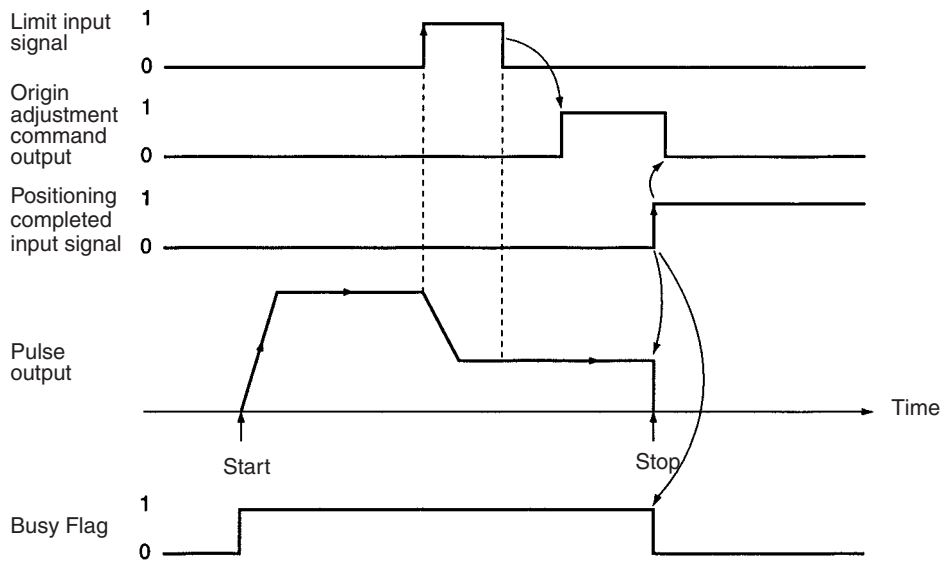 Limit input
signal
1
0
Origin
adjustment
command
output
1
0
Positioning
completed
input signal
1
0
Pulse
output
Time
Start
Stop
Busy Flag
1
0